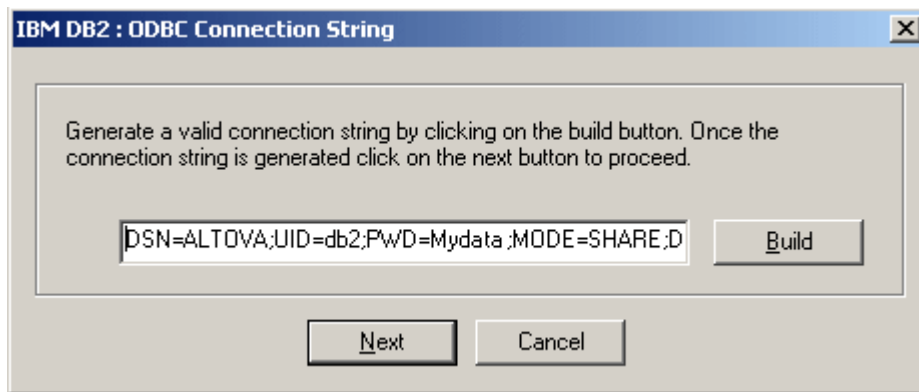 IBM DB2 : ODBC Connection String
Generate a valid connection string by clicking on the build button. Once the
connection string is generated click on the next button to proceed.
DSN=ALTOVA;UID=db2;PWD=Mydata ;MODE=SHARE;D
Build
Next
Cancel